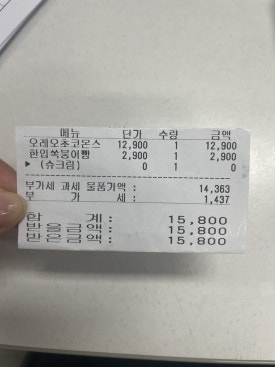 메뉴 단가 수량 금액
오레오초코몬스 12,900 1 12,900
한입쏙붕어빵 2,900 1 2,900
▶ (슈크림) 0 1 0
부가세 과세 물품가액 : 14,363
부 가 세 : 1,437
합 계 : 15,800
받을금액 : 15,800
받은금액 : 15,800